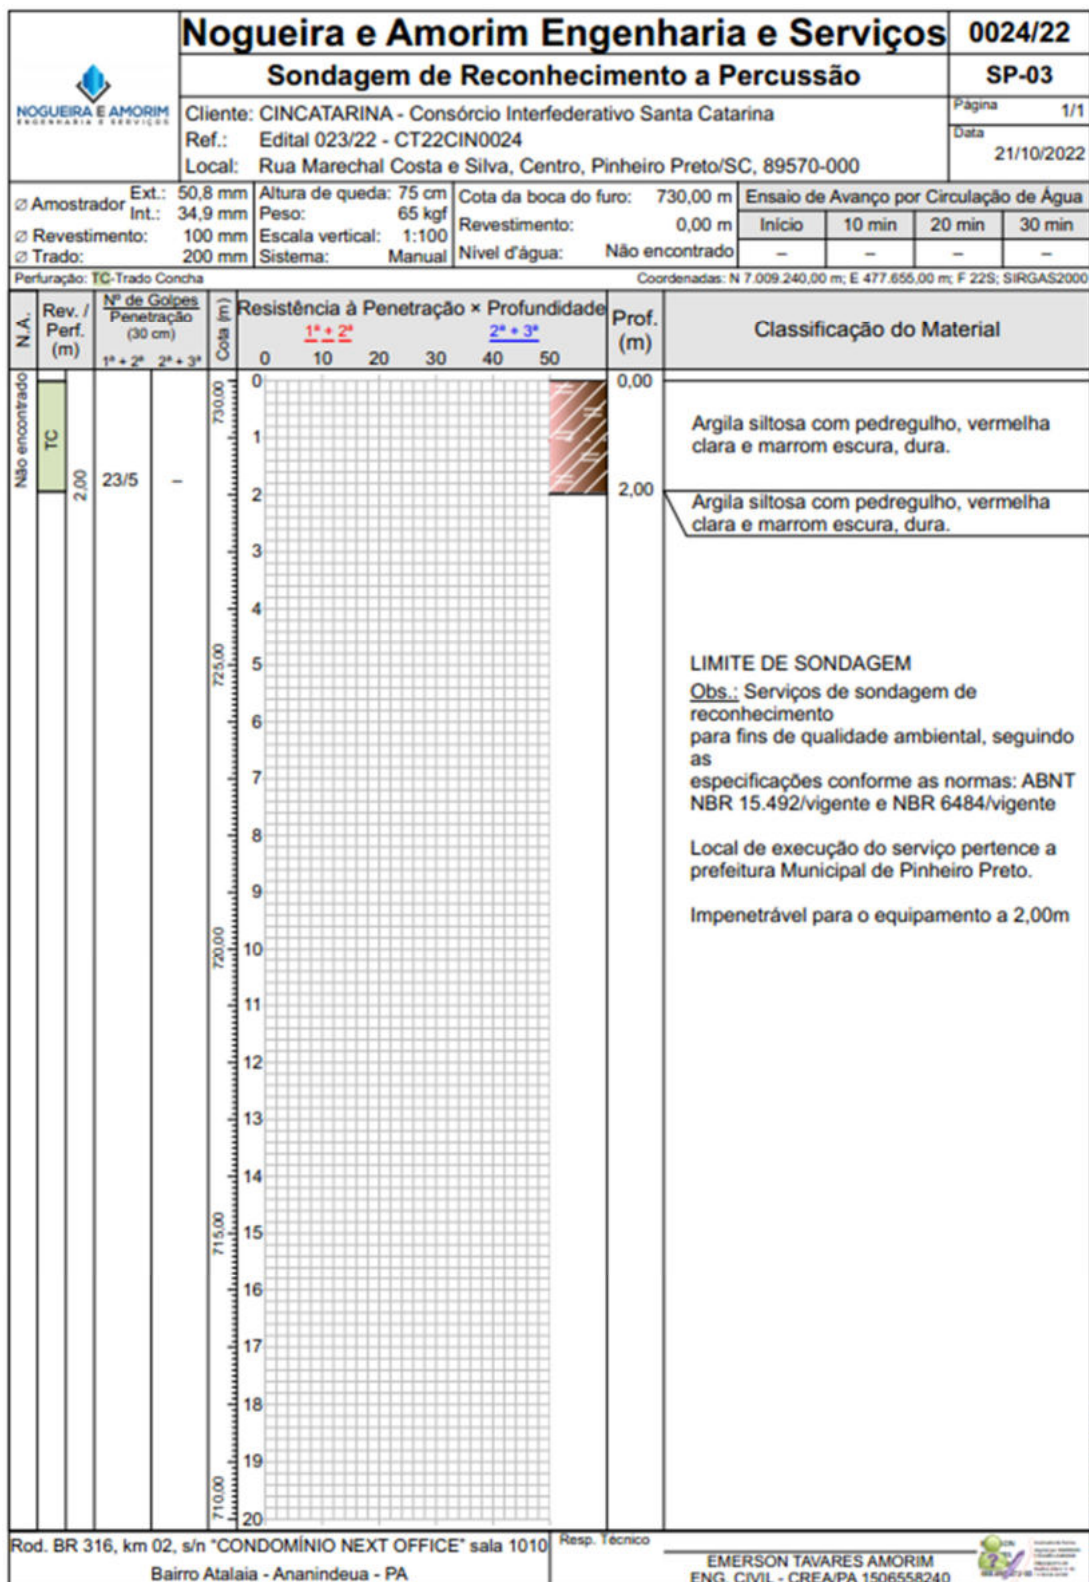 Nogueira e Amorim Engenharia e Serviços
0024/22
NOGUEIRA E AMORIM
ENGENHARIA E SERVIÇOS
Sondagem de Reconhecimento a Percussão
SP-03
Cliente: CINCATARINA - Consórcio Interfederativo Santa Catarina
Ref.: Edital 023/22 - CT22CIN0024
Local: Rua Marechal Costa e Silva, Centro, Pinheiro Preto/SC, 89570-000
Página 1/1
Data
21/10/2022
Ø Amostrador Ext.: 50,8 mm
Int.: 34,9 mm
Ø Revestimento: 100 mm
Ø Trado: 200 mm
Altura de queda: 75 cm
Peso: 65 kgf
Escala vertical: 1:100
Sistema: Manual
Cota da boca do furo: 730,00 m
Revestimento: 0,00 m
Nível d'água: Não encontrado
Ensaio de Avanço por Circulação de Água
Início 10 min 20 min 30 min
– – – –
Perfuração: TC-Trado Concha
Coordenadas: N 7.009.240,00 m; E 477.655,00 m; F 22S; SIRGAS2000
N.A.
Rev. /
Perf.
(m)
Nº de Golpes
Penetração
(30 cm)
1ª + 2ª 2ª + 3ª
Cota (m)
Resistência à Penetração × Profundidade
1ª + 2ª 2ª + 3ª
0 10 20 30 40 50
Prof.
(m)
Classificação do Material
Não encontrado
TC
2,00
23/5 –
730,00
725,00
720,00
715,00
710,00
0
1
2
3
4
5
6
7
8
9
10
11
12
13
14
15
16
17
18
19
20
0,00
2,00
Argila siltosa com pedregulho, vermelha
clara e marrom escura, dura.
Argila siltosa com pedregulho, vermelha
clara e marrom escura, dura.
LIMITE DE SONDAGEM
Obs.: Serviços de sondagem de
reconhecimento
para fins de qualidade ambiental, seguindo
as
especificações conforme as normas: ABNT
NBR 15.492/vigente e NBR 6484/vigente
Local de execução do serviço pertence a
prefeitura Municipal de Pinheiro Preto.
Impenetrável para o equipamento a 2,00m
Rod. BR 316, km 02, s/n "CONDOMÍNIO NEXT OFFICE" sala 1010
Bairro Atalaia - Ananindeua - PA
Resp. Técnico
EMERSON TAVARES AMORIM
ENG. CIVIL - CREA/PA 1506558240